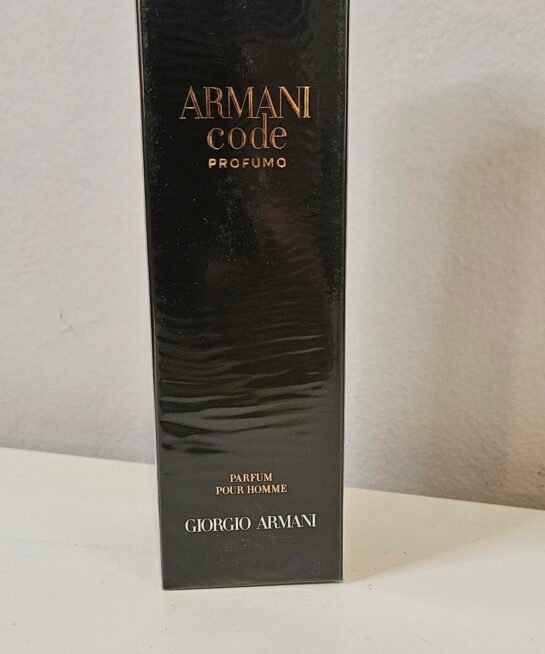 ARMANI
code
PROFUMO
PARFUM
POUR HOMME
GIORGIO ARMANI